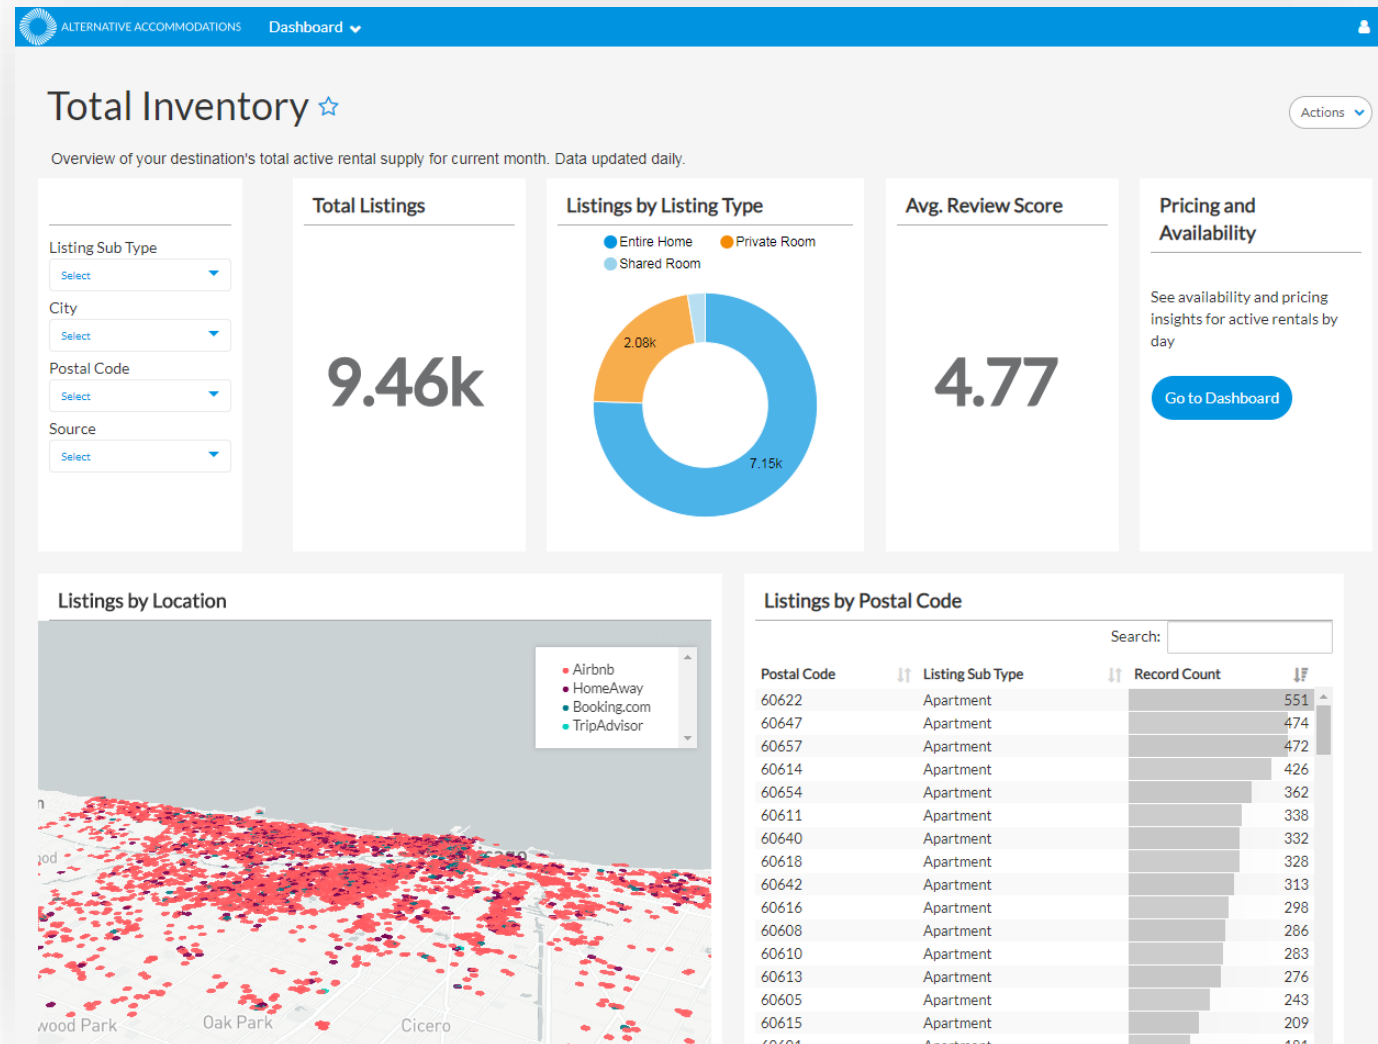 ALTERNATIVE ACCOMMODATIONS Dashboard
Total Inventory
Actions
Overview of your destination's total active rental supply for current month. Data updated daily.
Listing Sub Type
Select
City
Select
Postal Code
Select
Source
Select
Total Listings
9.46k
Listings by Listing Type
Entire Home Private Room
Shared Room
2.08k
7.15k
Avg. Review Score
4.77
Pricing and
Availability
See availability and pricing
insights for active rentals by
day
Go to Dashboard
Listings by Location
Airbnb
HomeAway
Booking.com
TripAdvisor
Oak Park
wood Park
Cicero
Listings by Postal Code
Search:
Postal Code Listing Sub Type Record Count
60622 Apartment 551
60647 Apartment 474
60657 Apartment 472
60614 Apartment 426
60654 Apartment 362
60611 Apartment 338
60640 Apartment 332
60618 Apartment 328
60642 Apartment 313
60616 Apartment 298
60608 Apartment 286
60610 Apartment 283
60613 Apartment 276
60605 Apartment 243
60615 Apartment 209